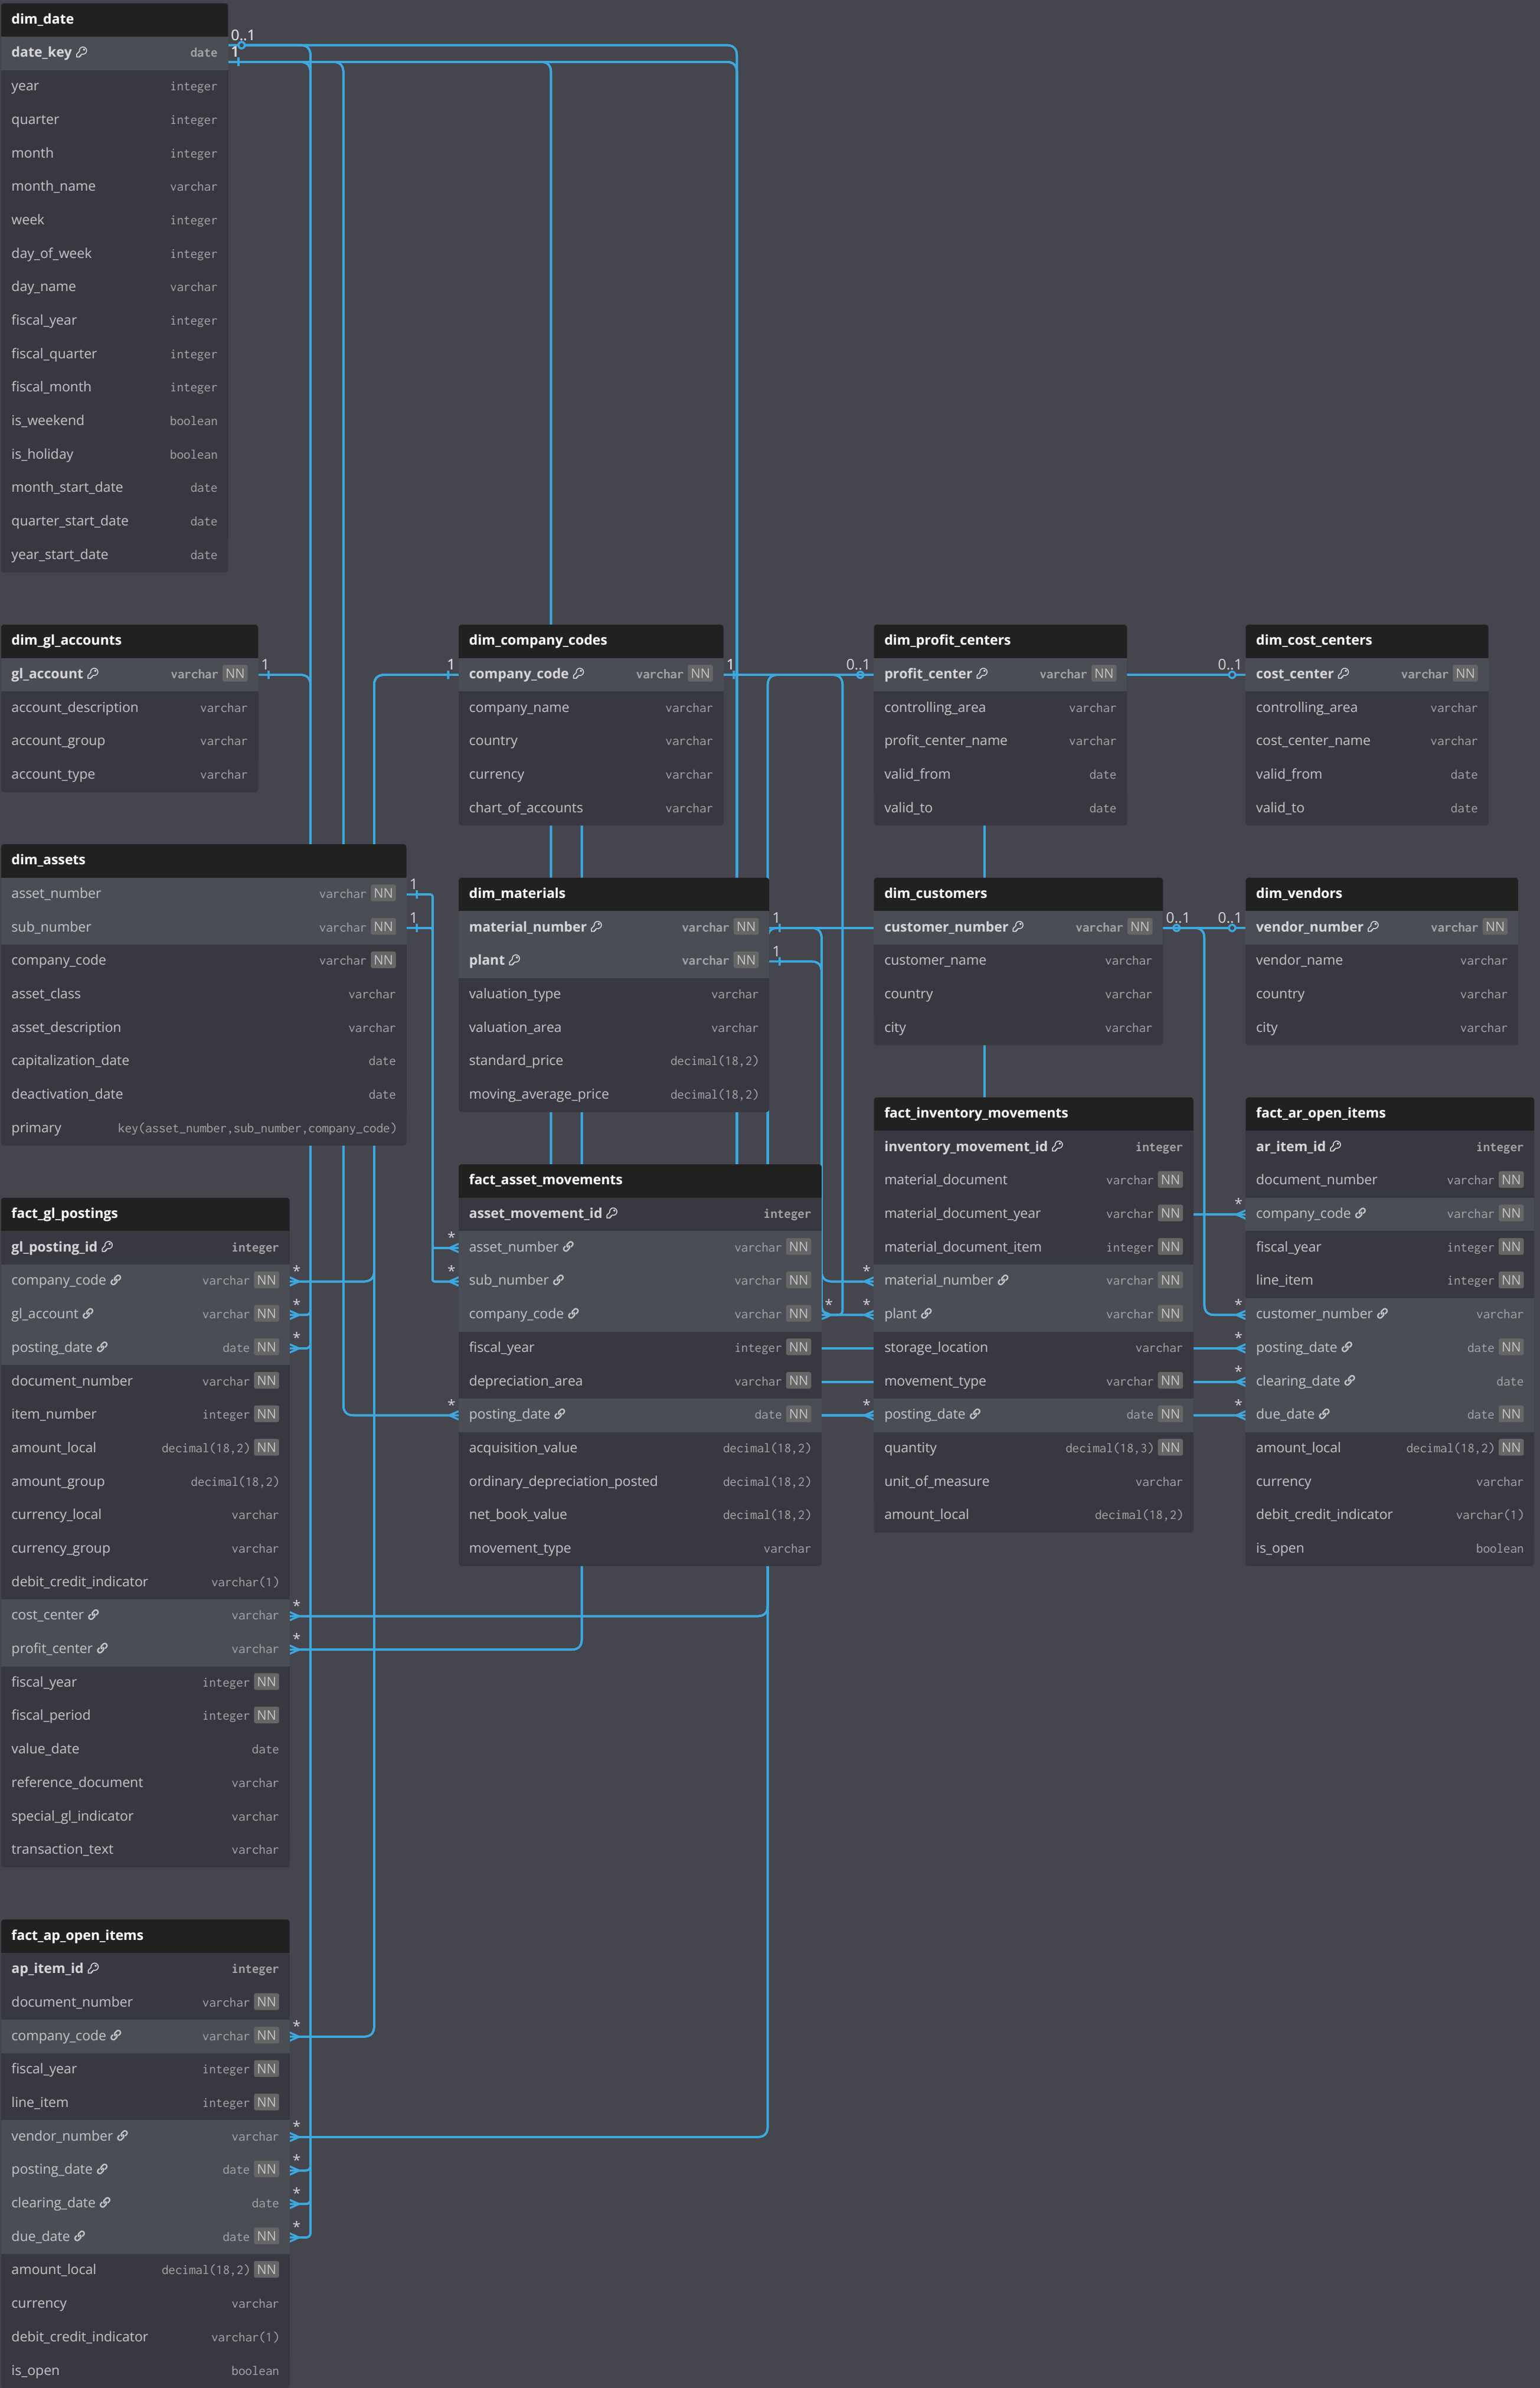 dim_date
0..1
date_key date
1
year integer
quarter integer
month integer
month_name varchar
week integer
day_of_week integer
day_name varchar
fiscal_year integer
fiscal_quarter integer
fiscal_month integer
is_weekend boolean
is_holiday boolean
month_start_date date
quarter_start_date date
year_start_date date
dim_gl_accounts
gl_account varchar NN 1
account_description varchar
account_group varchar
account_type varchar
dim_company_codes
1 company_code varchar NN 1
company_name varchar
country varchar
currency varchar
chart_of_accounts varchar
dim_profit_centers
0..1 profit_center varchar NN
controlling_area varchar
profit_center_name varchar
valid_from date
valid_to date
dim_cost_centers
0..1 cost_center varchar NN
controlling_area varchar
cost_center_name varchar
valid_from date
valid_to date
dim_assets
asset_number varchar NN 1
sub_number varchar NN 1
company_code varchar NN
asset_class varchar
asset_description varchar
capitalization_date date
deactivation_date date
primary key(asset_number,sub_number,company_code)
dim_materials
material_number varchar NN 1
plant varchar NN 1
valuation_type varchar
valuation_area varchar
standard_price decimal(18,2)
moving_average_price decimal(18,2)
dim_customers
customer_number varchar NN 0..1
customer_name varchar
country varchar
city varchar
dim_vendors
0..1 vendor_number varchar NN
vendor_name varchar
country varchar
city varchar
fact_gl_postings
gl_posting_id integer
company_code varchar NN *
gl_account varchar NN *
posting_date date NN *
document_number varchar NN
item_number integer NN
amount_local decimal(18,2) NN
amount_group decimal(18,2)
currency_local varchar
currency_group varchar
debit_credit_indicator varchar(1)
cost_center varchar *
profit_center varchar *
fiscal_year integer NN
fiscal_period integer NN
value_date date
reference_document varchar
special_gl_indicator varchar
transaction_text varchar
fact_asset_movements
asset_movement_id integer
* asset_number varchar NN
* sub_number varchar NN
company_code varchar NN *
fiscal_year integer NN
depreciation_area varchar NN
* posting_date date NN
acquisition_value decimal(18,2)
ordinary_depreciation_posted decimal(18,2)
net_book_value decimal(18,2)
movement_type varchar
fact_inventory_movements
inventory_movement_id integer
material_document varchar NN
material_document_year varchar NN
material_document_item integer NN
* material_number varchar NN
* plant varchar NN
storage_location varchar
movement_type varchar NN
* posting_date date NN
quantity decimal(18,3) NN
unit_of_measure varchar
amount_local decimal(18,2)
fact_ar_open_items
ar_item_id integer
document_number varchar NN
* company_code varchar NN
fiscal_year integer NN
line_item integer NN
* customer_number varchar
* posting_date date NN
* clearing_date date
* due_date date NN
amount_local decimal(18,2) NN
currency varchar
debit_credit_indicator varchar(1)
is_open boolean
fact_ap_open_items
ap_item_id integer
document_number varchar NN
company_code varchar NN *
fiscal_year integer NN
line_item integer NN
vendor_number varchar *
posting_date date NN *
clearing_date date *
due_date date NN *
amount_local decimal(18,2) NN
currency varchar
debit_credit_indicator varchar(1)
is_open boolean